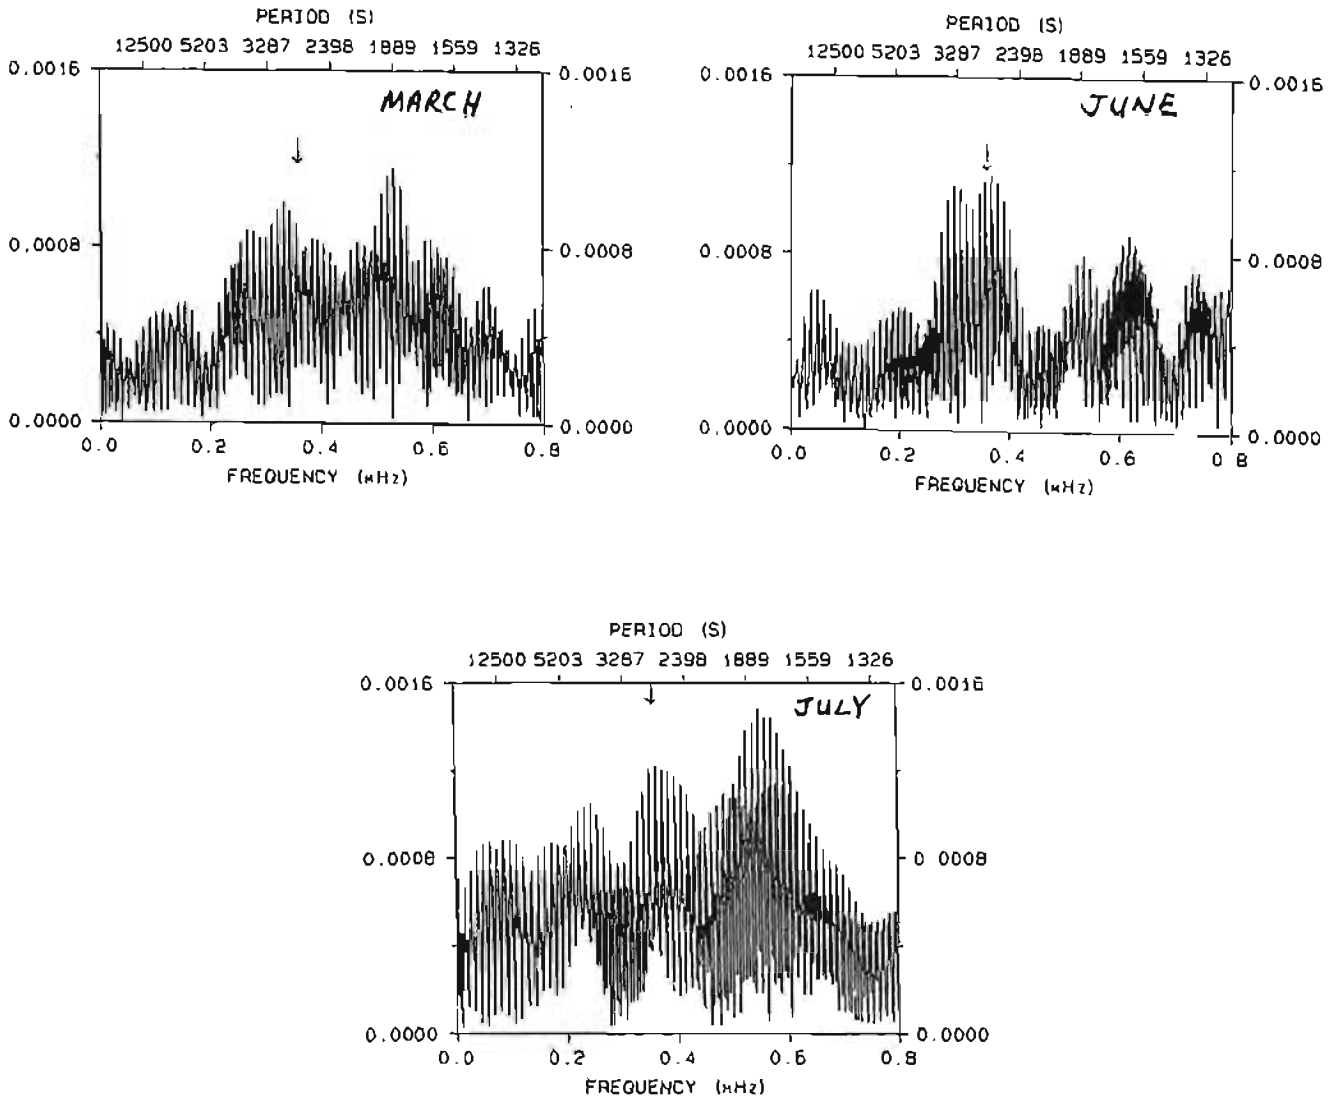 PERIOD (S)
12500 5203 3287 2398 1889 1559 1326
0.0016 0.0016
MARCH
0.0008 0.0008
0.0000 0.0000
0.0 0.2 0.4 0.6 0.8
FREQUENCY (мHz)
PERIOD (S)
12500 5203 3287 2398 1889 1559 1326
0.0016 0.0016
JUNE
0.0008 0.0008
0.0000 0.0000
0.0 0.2 0.4 0.6 0 8
FREQUENCY (мHz)
PERIOD (S)
12500 5203 3287 2398 1889 1559 1326
0.0016 0.0016
JULY
0.0008 0 0008
0.0000 0.0000
0.0 0.2 0.4 0.6 0.8
FREQUENCY (мHz)